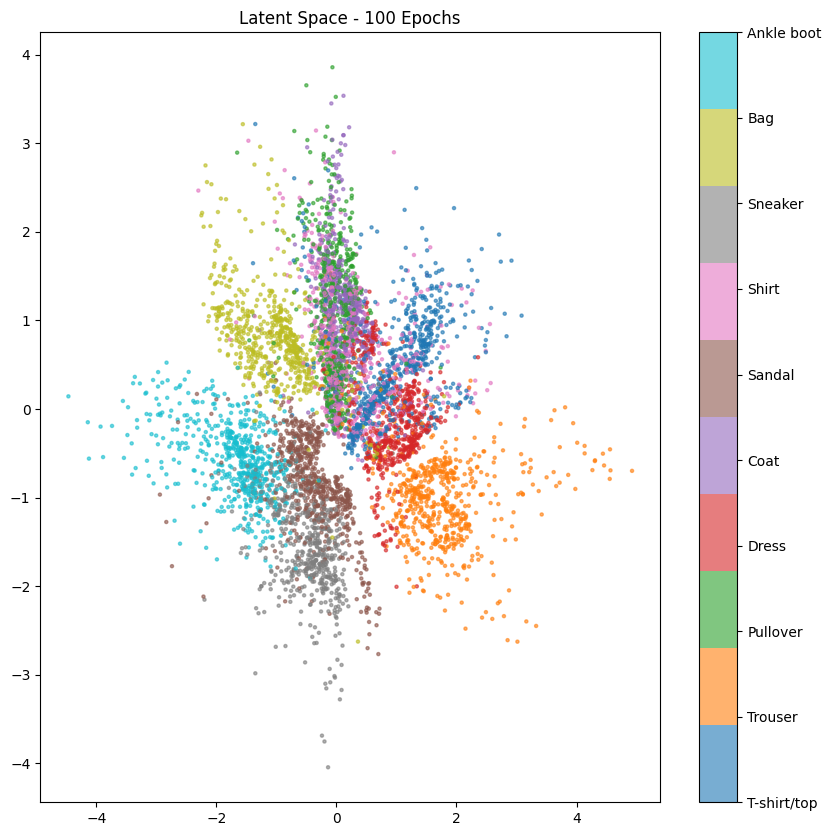 Latent Space - 100 Epochs
4
3
2
1
0
−1
−2
−3
−4
−4
−2
0
2
4
Ankle boot
Bag
Sneaker
Shirt
Sandal
Coat
Dress
Pullover
Trouser
T-shirt/top